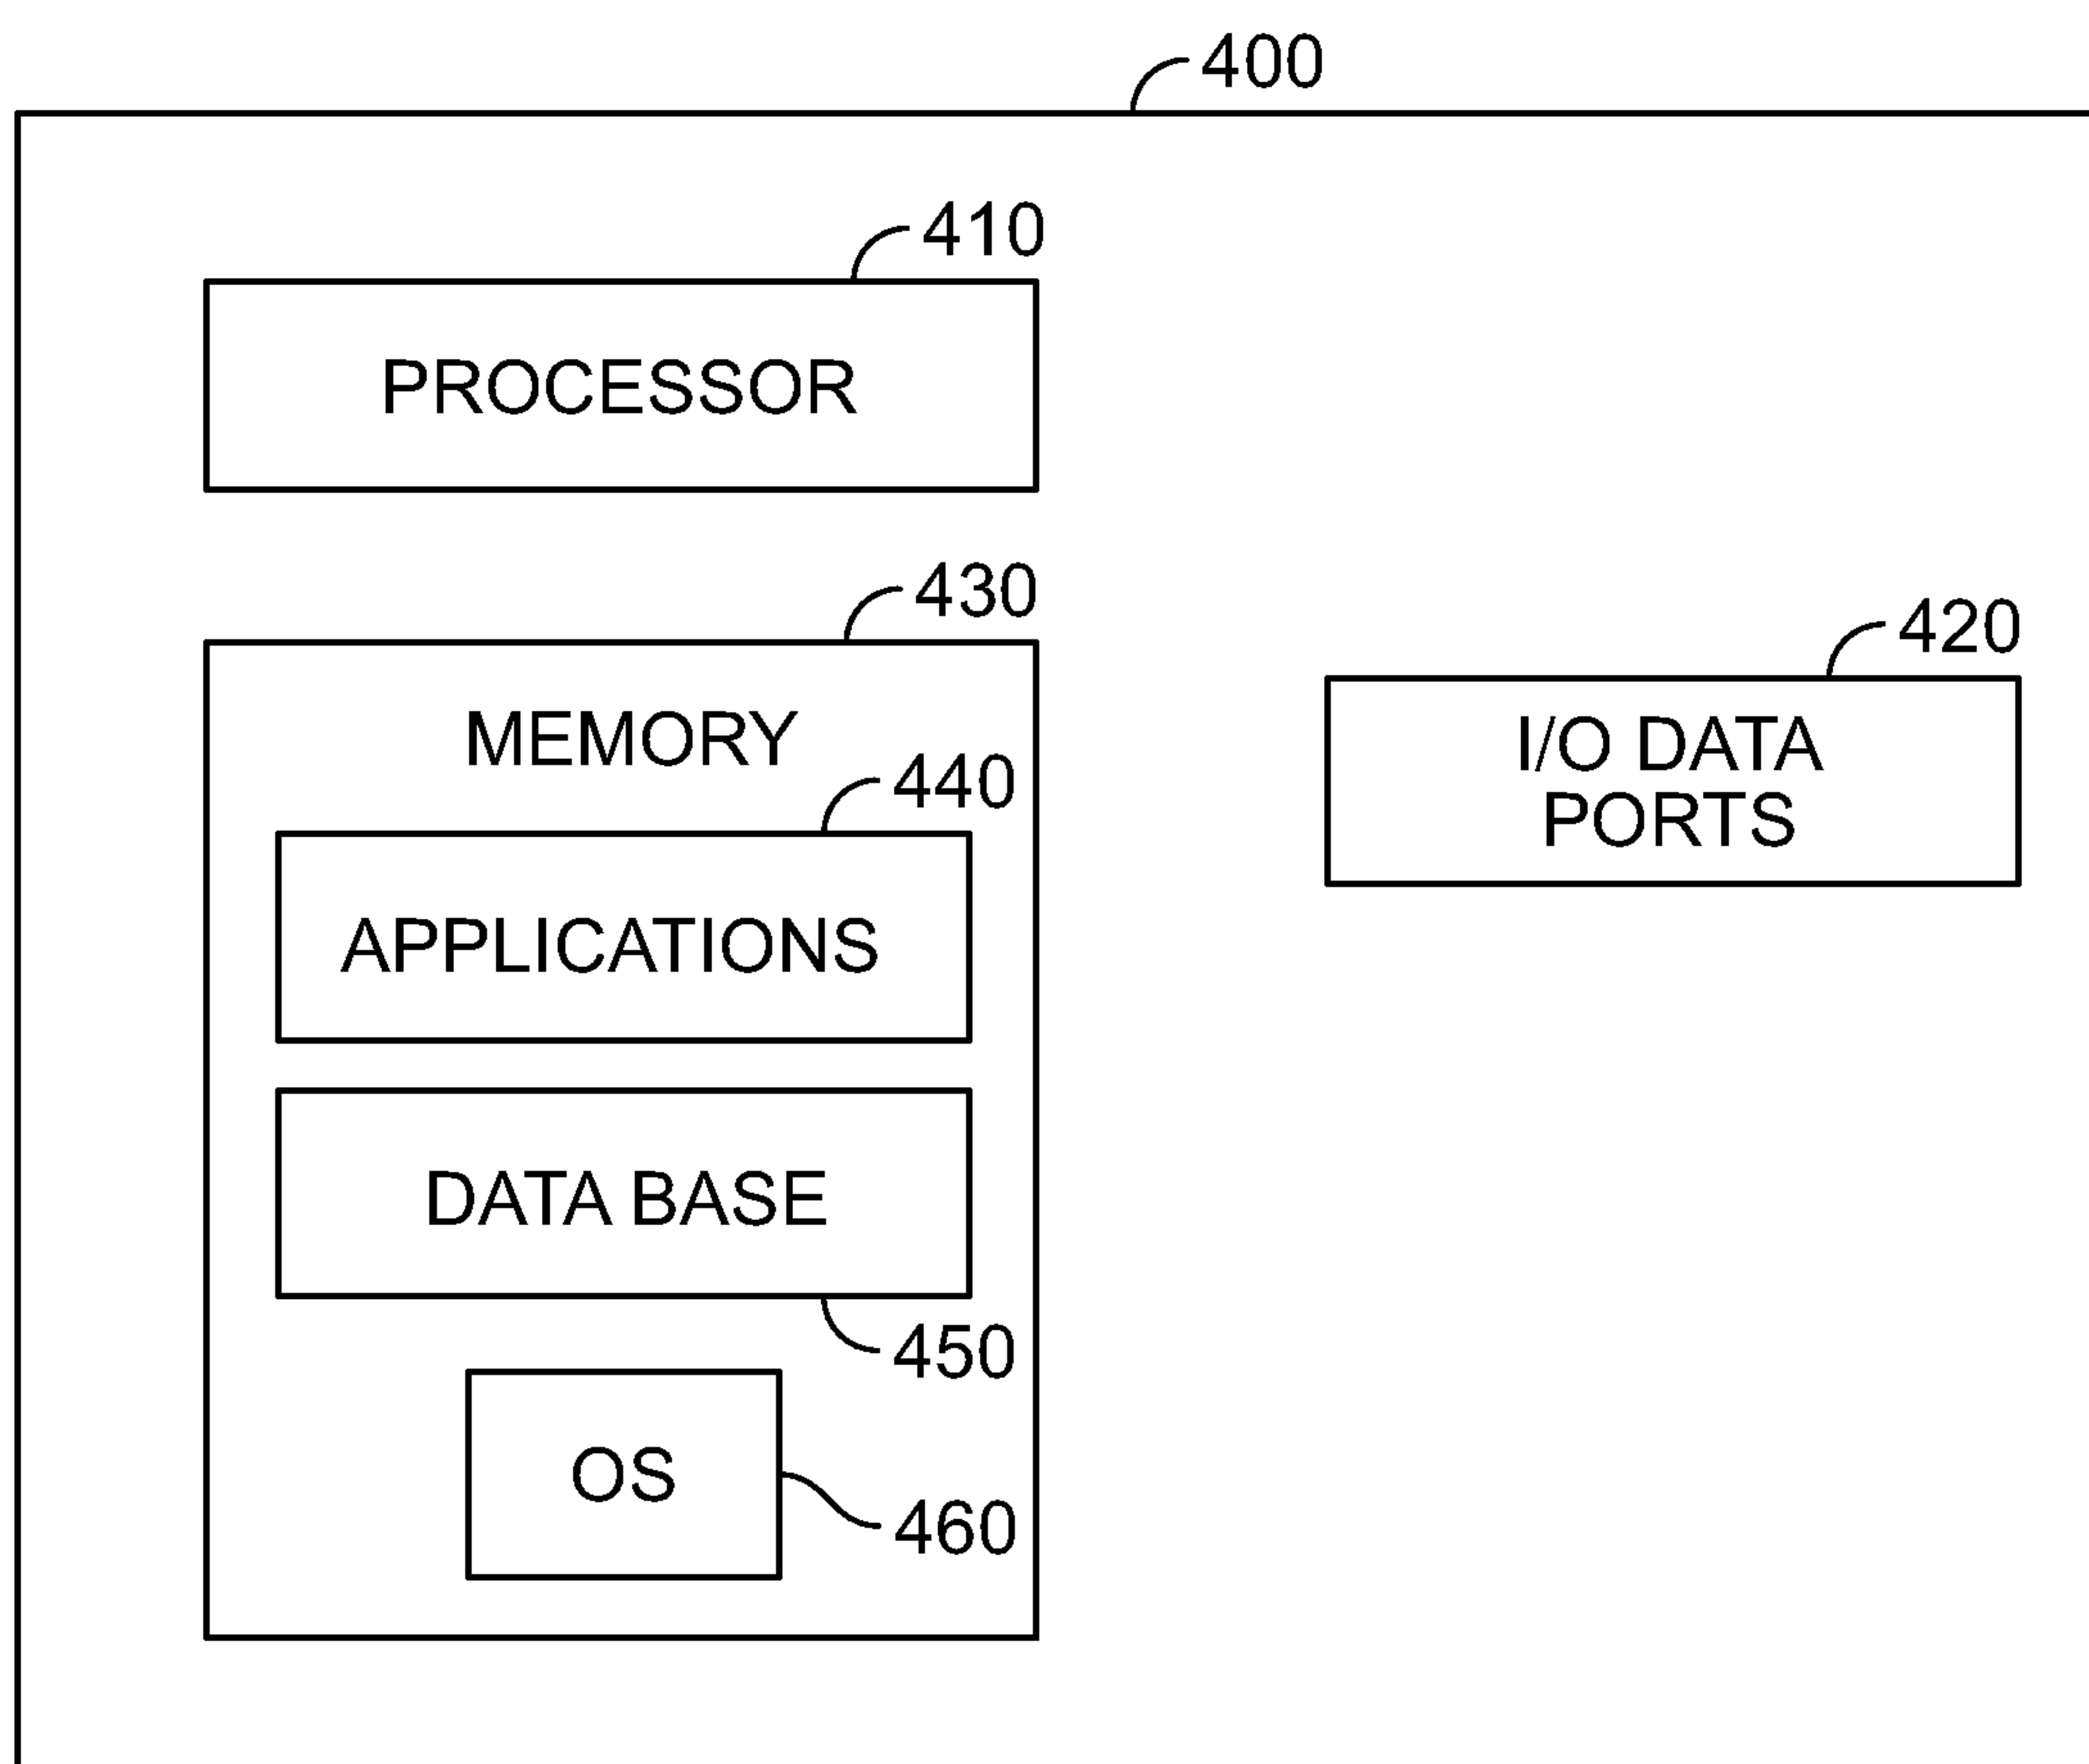 400
410
PROCESSOR
430
MEMORY
440
APPLICATIONS
DATA BASE
450
OS
460
420
I/O DATA
PORTS